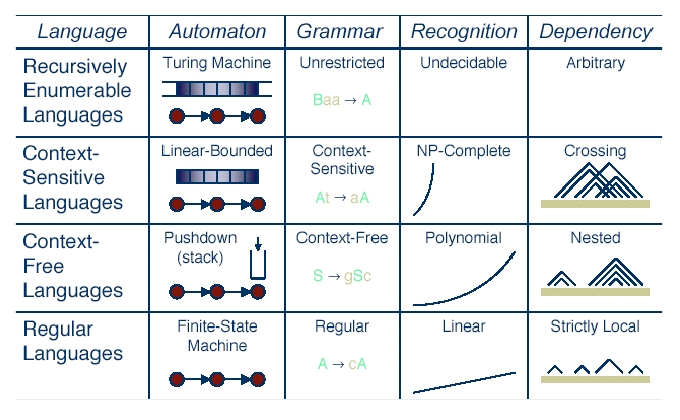 Language Automaton Grammar Recognition Dependency
Recursively Enumerable Languages
Turing Machine
Unrestricted
Baa → A
Undecidable
Arbitrary
Context-Sensitive Languages
Linear-Bounded
Context-Sensitive
At → aA
NP-Complete
Crossing
Context-Free Languages
Pushdown (stack)
Context-Free
S → gSc
Polynomial
Nested
Regular Languages
Finite-State Machine
Regular
A → cA
Linear
Strictly Local